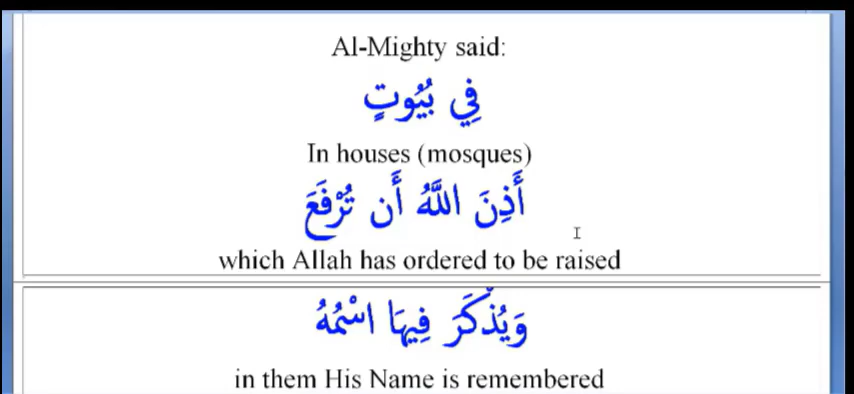 Al-Mighty said:
فِي بُيُوتٍ
In houses (mosques)
أَذِنَ اللَّهُ أَن تُرْفَعَ
which Allah has ordered to be raised
وَيُذْكَرَ فِيهَا اسْمُهُ
in them His Name is remembered